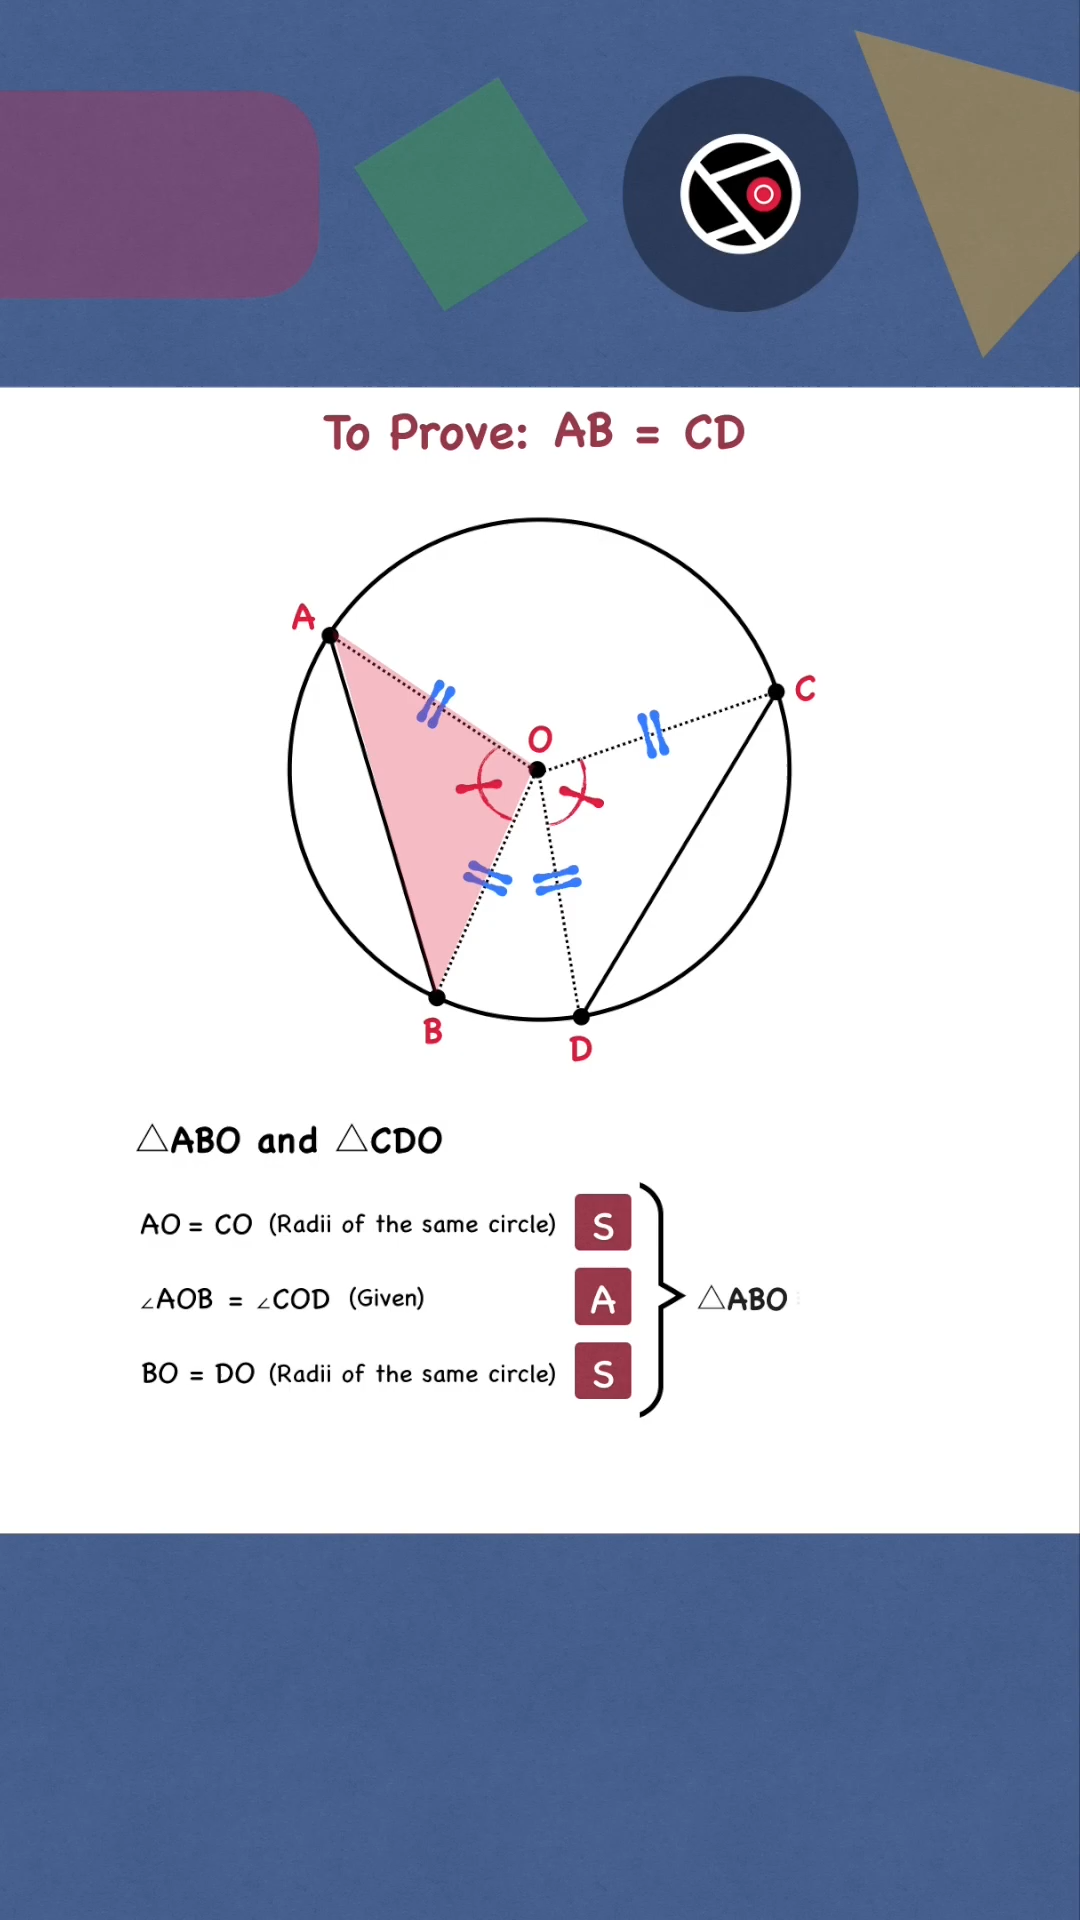 To Prove: AB = CD
A
C
O
B
D
△ABO and △CDO
AO = CO (Radii of the same circle) S
∠AOB = ∠COD (Given) A
△ABO
BO = DO (Radii of the same circle) S